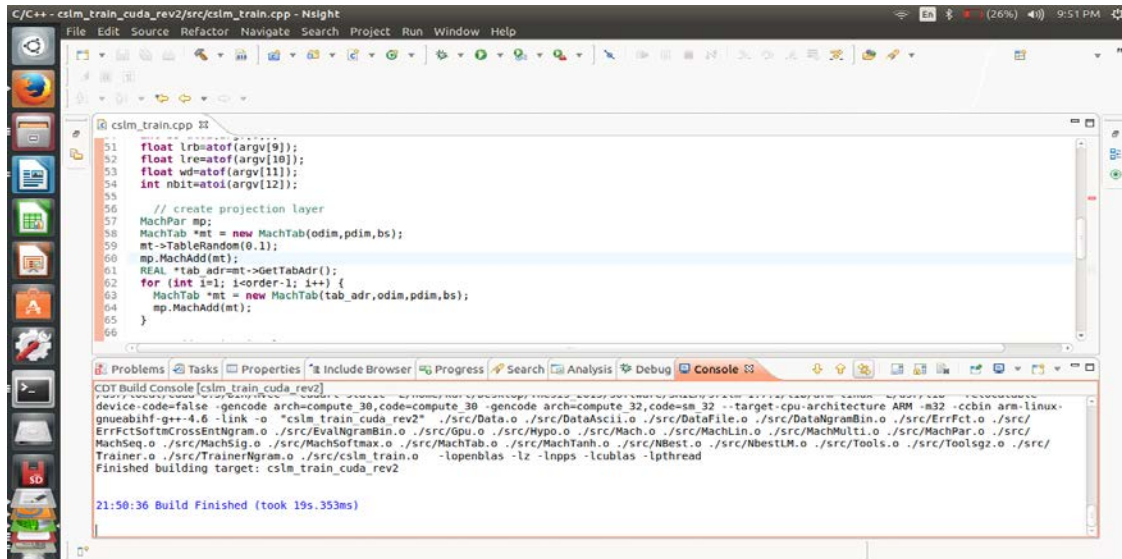 C/C++ - cslm_train_cuda_rev2/src/cslm_train.cpp - Nsight
En (26%) 9:51 PM
File Edit Source Refactor Navigate Search Project Run Window Help
cslm_train.cpp
51 float lrb=atof(argv[9]);
52 float lre=atof(argv[10]);
53 float wd=atof(argv[11]);
54 int nbit=atoi(argv[12]);
55
56 // create projection layer
57 MachPar mp;
58 MachTab *mt = new MachTab(odim,pdim,bs);
59 mt->TableRandom(0.1);
60 mp.MachAdd(mt);
61 REAL *tab_adr=mt->GetTabAdr();
62 for (int i=1; i<order-1; i++) {
63 MachTab *mt = new MachTab(tab_adr,odim,pdim,bs);
64 mp.MachAdd(mt);
65 }
66
Problems Tasks Properties Include Browser Progress Search Analysis Debug Console
CDT Build Console [cslm_train_cuda_rev2]
device-code=false -gencode arch=compute_30,code=compute_30 -gencode arch=compute_32,code=sm_32 --target-cpu-architecture ARM -m32 -ccbin arm-linux-
gnueabihf-g++-4.6 -link -o "cslm_train_cuda_rev2" ./src/Data.o ./src/DataAscii.o ./src/DataFile.o ./src/DataNgramBin.o ./src/ErrFct.o ./src/
ErrFctSoftmCrossEntNgram.o ./src/EvalNgramBin.o ./src/Gpu.o ./src/Hypo.o ./src/Mach.o ./src/MachLin.o ./src/MachMulti.o ./src/MachPar.o ./src/
MachSeq.o ./src/MachSig.o ./src/MachSoftmax.o ./src/MachTab.o ./src/MachTanh.o ./src/NBest.o ./src/NbestLM.o ./src/Tools.o ./src/Toolsgz.o ./src/
Trainer.o ./src/TrainerNgram.o ./src/cslm_train.o -lopenblas -lz -lnpps -lcublas -lpthread
Finished building target: cslm_train_cuda_rev2
21:50:36 Build Finished (took 19s.353ms)